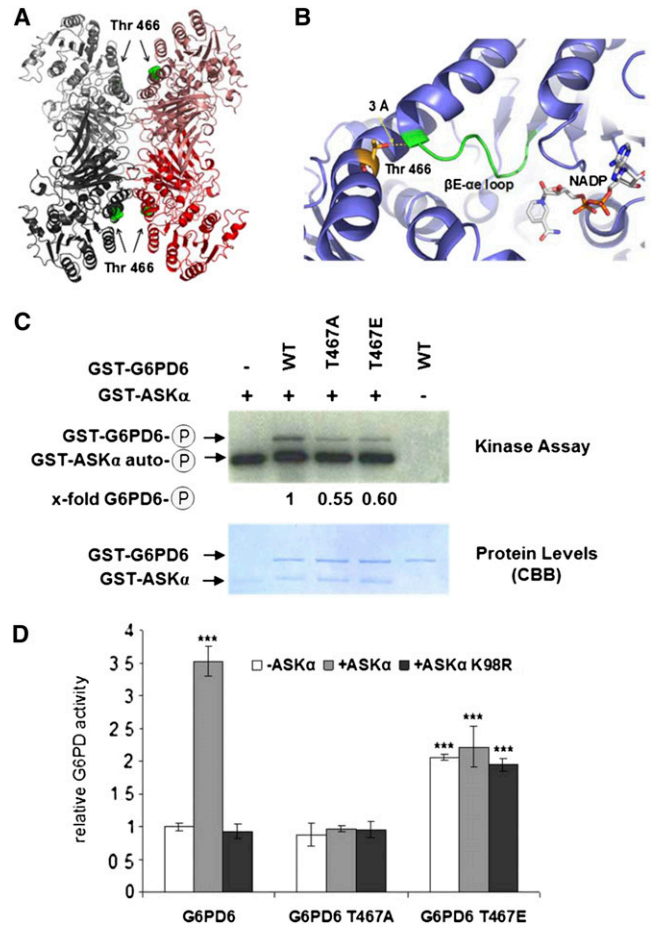 A
Thr 466
Thr 466
B
3 Å
Thr 466
βE-αe loop
NADP
C
GST-G6PD6 - WT T467A T467E WT
GST-ASKα + + + + -
GST-G6PD6-P
GST-ASKα auto-P
Kinase Assay
x-fold G6PD6-P 1 0.55 0.60
GST-G6PD6
GST-ASKα
Protein Levels
(CBB)
D
relative G6PD activity
4
3 5
3
2 5
2
1 5
1
0 5
0
***
-ASKα +ASKα +ASKα K98R
*** *** ***
G6PD6 G6PD6 T467A G6PD6 T467E